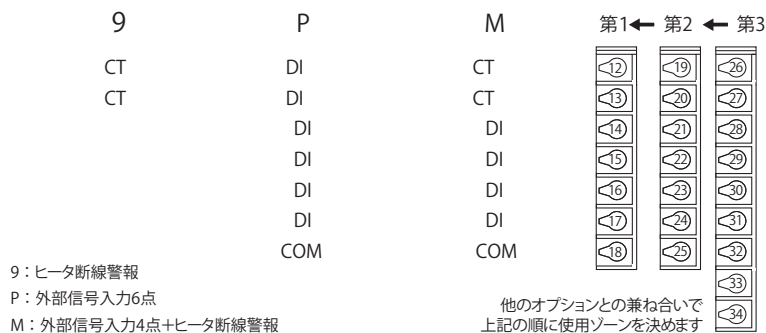 9 P M 第1← 第2 ← 第3
CT DI CT 12 19 26
CT DI CT 13 20 27
DI DI 14 21 28
DI DI 15 22 29
DI DI 16 23 30
DI DI 17 24 31
COM COM 18 25 32
33
34
9：ヒータ断線警報
P：外部信号入力6点
M：外部信号入力4点+ヒータ断線警報
他のオプションとの兼ね合いで
上記の順に使用ゾーンを決めます